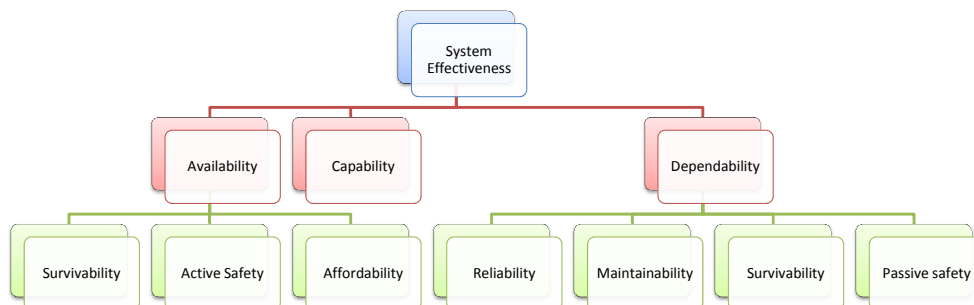 System
Effectiveness
Availability
Capability
Dependability
Survivability
Active Safety
Affordability
Reliability
Maintainability
Survivability
Passive safety